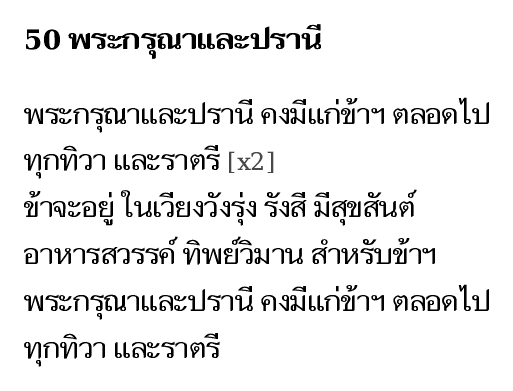 50 พระกรุณาและปรานี
พระกรุณาและปรานี คงมีแก่ข้าฯ ตลอดไป
ทุกทิวา และราตรี [x2]
ข้าจะอยู่ ในเวียงวังรุ่ง รังสี มีสุขสันต์
อาหารสวรรค์ ทิพย์วิมาน สำหรับข้าฯ
พระกรุณาและปรานี คงมีแก่ข้าฯ ตลอดไป
ทุกทิวา และราตรี